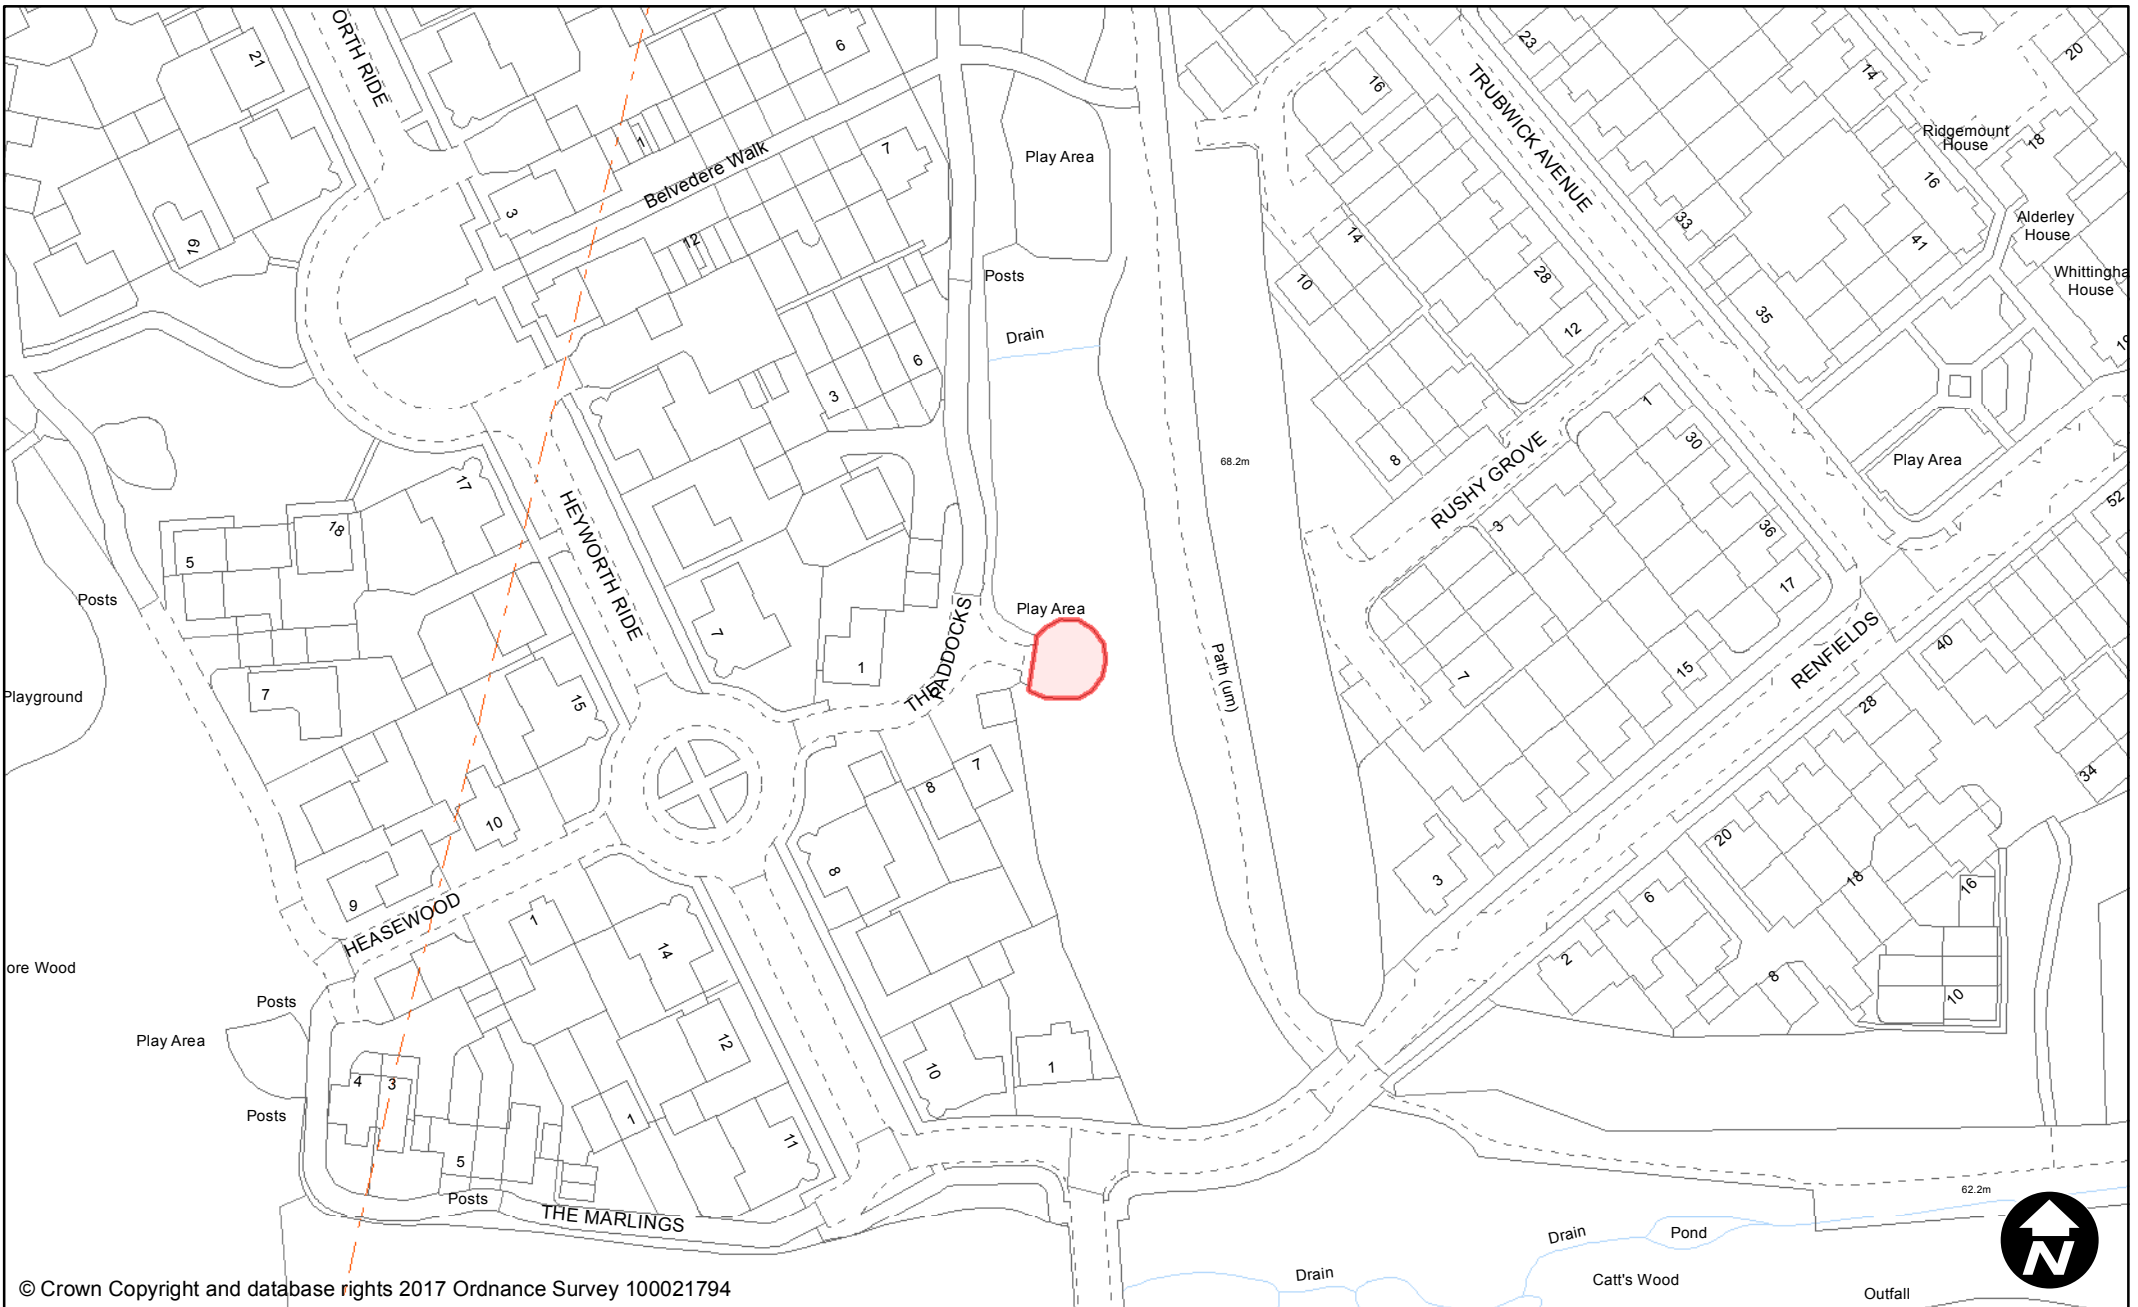 ORTH RIDE
21
6
23
16
TRUBWICK AVENUE
14
20
Ridgemount
House
18
16
1
Belvedere Walk
7
Play Area
3
12
19
33
41
Alderley
House
Whittingha
House
14
10
28
12
35
Posts
Drain
6
3
19
1
30
8
RUSHY GROVE
68.2m
Play Area
52
17
18
5
HEYWORTH RIDE
3
36
17
Posts
Play Area
THE PADDOCKS
7
1
Path (um)
7
15
RENFIELDS
40
28
34
Playground
7
15
10
8
7
8
3
20
18
16
6
2
8
10
9
HEASEWOOD
1
14
ore Wood
Posts
Play Area
12
10
1
4
3
Posts
1
11
5
Posts
THE MARLINGS
62.2m
Drain
Pond
Drain
Catt's Wood
Outfall
N
© Crown Copyright and database rights 2017 Ordnance Survey 100021794